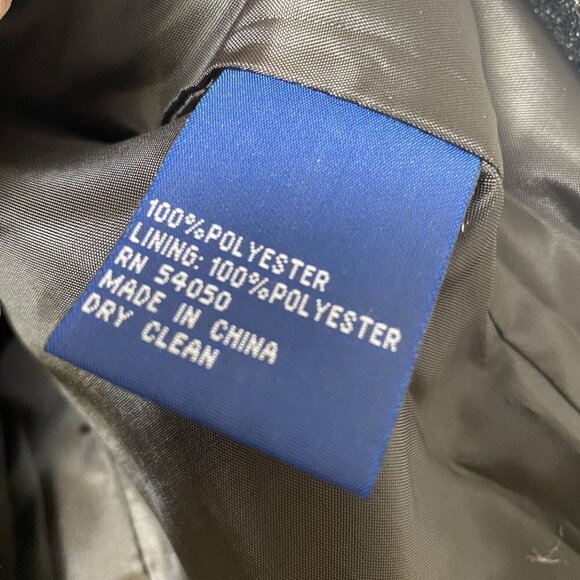 100%POLYESTER
LINING: 100%POLYESTER
RN 54050
MADE IN CHINA
DRY CLEAN